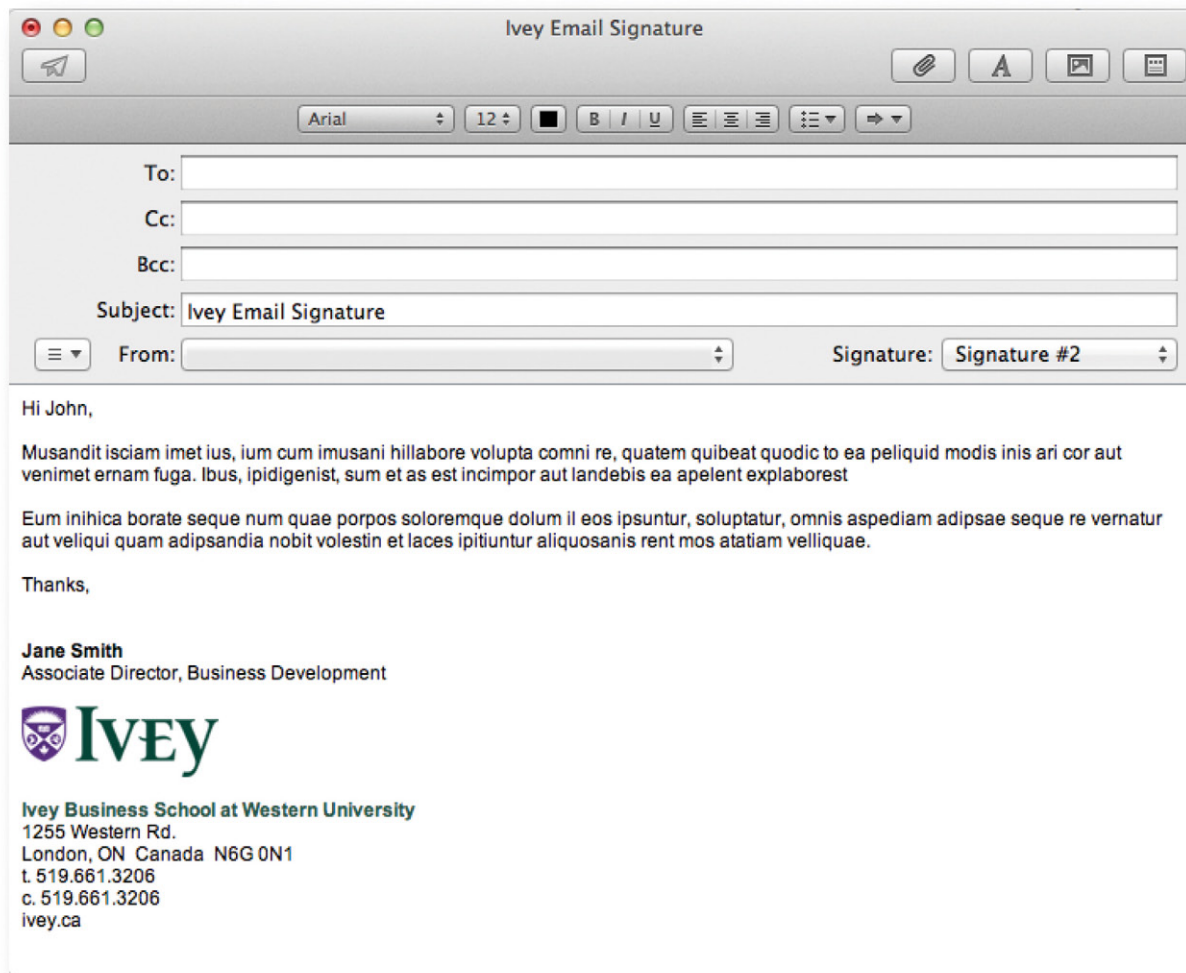 Ivey Email Signature
Arial 12 B I U
To:
Cc:
Bcc:
Subject: Ivey Email Signature
From: Signature: Signature #2
Hi John,
Musandit isciam imet ius, ium cum imusani hillabore volupta comni re, quatem quibeat quodic to ea peliquid modis inis ari cor aut
venimet ernam fuga. Ibus, ipidigenist, sum et as est incimpor aut landebis ea apelent explaborest
Eum inihica borate seque num quae porpos soloremque dolum il eos ipsuntur, soluptatur, omnis aspediam adipsae seque re vernatur
aut veliqui quam adipsandia nobit volestin et laces ipitiuntur aliquosanis rent mos atatiam velliquae.
Thanks,
Jane Smith
Associate Director, Business Development
IVEY
Ivey Business School at Western University
1255 Western Rd.
London, ON  Canada  N6G 0N1
t. 519.661.3206
c. 519.661.3206
ivey.ca